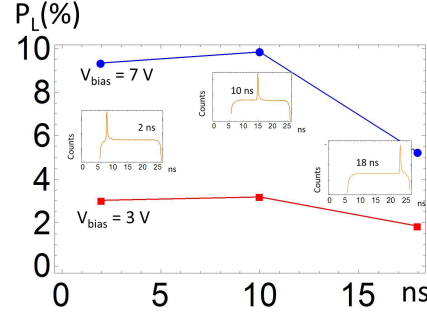 P_L(%)
10
8
6
4
2
0
V_bias = 7 V
V_bias = 3 V
Counts
2 ns
0 5 10 15 20 25
ns
Counts
10 ns
0 5 10 15 20 25
ns
Counts
18 ns
0 5 10 15 20 25
ns
0 5 10 15 ns